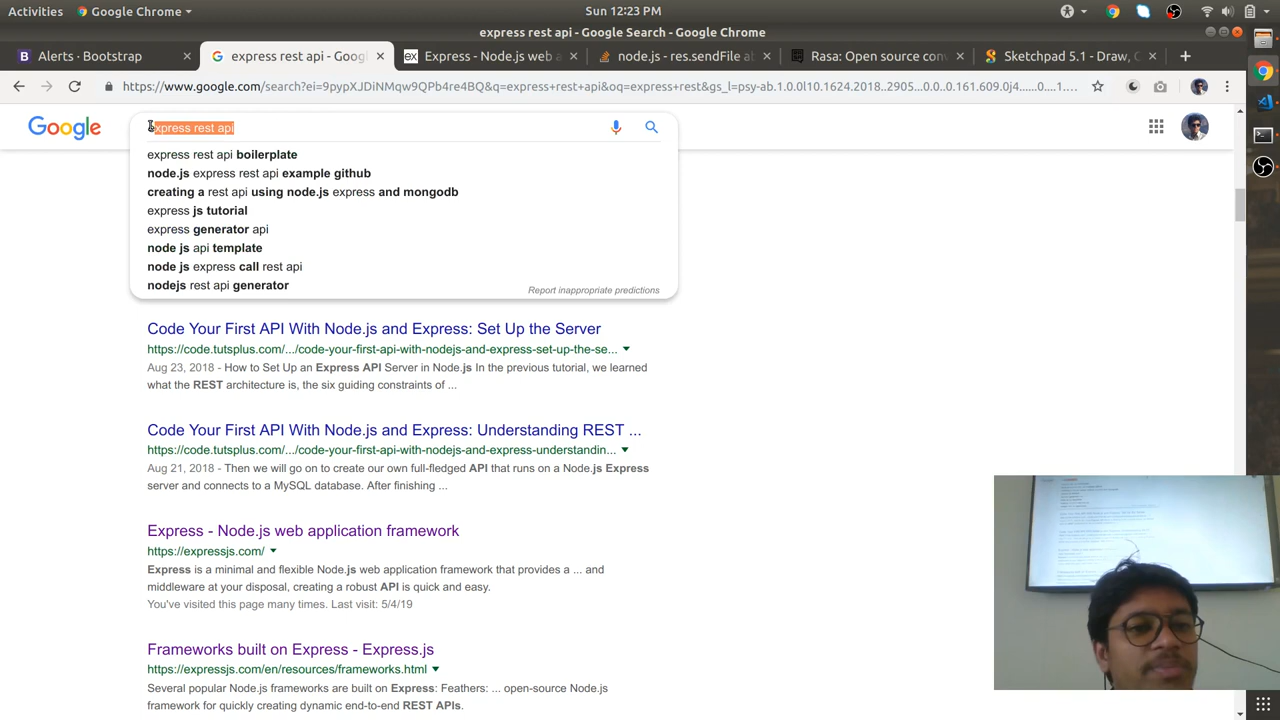 Activities
Google Chrome
Sun 12:23 PM
express rest api - Google Search - Google Chrome
Alerts - Bootstrap
express rest api - Goog
Express - Node.js web a
node.js - res.sendFile ab
Rasa: Open source conv
Sketchpad 5.1 - Draw, C
https://www.google.com/search?ei=9pypXJDiNMqw9QPb4re4BQ&q=express+rest+api&oq=express+rest&gs_l=psy-ab.1.0.0l10.1624.2018..2905...0.0..0.161.609.0j4......0....1...
Google
express rest api
express rest api boilerplate
node.js express rest api example github
creating a rest api using node.js express and mongodb
express js tutorial
express generator api
node js api template
node js express call rest api
nodejs rest api generator
Report inappropriate predictions
Code Your First API With Node.js and Express: Set Up the Server
https://code.tutsplus.com/.../code-your-first-api-with-nodejs-and-express-set-up-the-se...
Aug 23, 2018 - How to Set Up an Express API Server in Node.js In the previous tutorial, we learned
what the REST architecture is, the six guiding constraints of ...
Code Your First API With Node.js and Express: Understanding REST ...
https://code.tutsplus.com/.../code-your-first-api-with-nodejs-and-express-understandin...
Aug 21, 2018 - Then we will go on to create our own full-fledged API that runs on a Node.js Express
server and connects to a MySQL database. After finishing ...
Express - Node.js web application framework
https://expressjs.com/
Express is a minimal and flexible Node.js web application framework that provides a ... and
middleware at your disposal, creating a robust API is quick and easy.
You've visited this page many times. Last visit: 5/4/19
Frameworks built on Express - Express.js
https://expressjs.com/en/resources/frameworks.html
Several popular Node.js frameworks are built on Express: Feathers: ... open-source Node.js
framework for quickly creating dynamic end-to-end REST APIs.